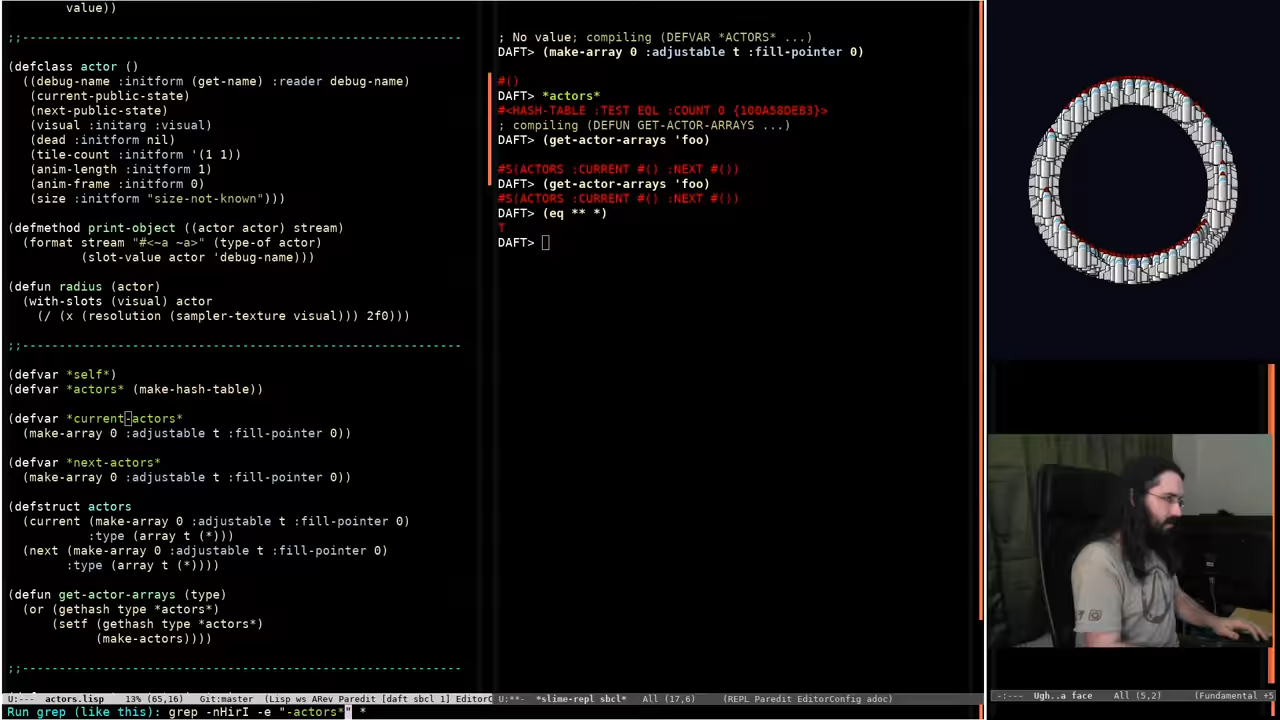 value))
;;------------------------------------------------------------
(defclass actor ()
((debug-name :initform (get-name) :reader debug-name)
(current-public-state)
(next-public-state)
(visual :initarg :visual)
(dead :initform nil)
(tile-count :initform '(1 1))
(anim-length :initform 1)
(anim-frame :initform 0)
(size :initform "size-not-known")))
(defmethod print-object ((actor actor) stream)
(format stream "#<~a ~a>" (type-of actor)
(slot-value actor 'debug-name)))
(defun radius (actor)
(with-slots (visual) actor
(/ (x (resolution (sampler-texture visual))) 2f0)))
;;------------------------------------------------------------
(defvar *self*)
(defvar *actors* (make-hash-table))
(defvar *current-actors*
(make-array 0 :adjustable t :fill-pointer 0))
(defvar *next-actors*
(make-array 0 :adjustable t :fill-pointer 0))
(defstruct actors
(current (make-array 0 :adjustable t :fill-pointer 0)
:type (array t (*)))
(next (make-array 0 :adjustable t :fill-pointer 0)
:type (array t (*))))
(defun get-actor-arrays (type)
(or (gethash type *actors*)
(setf (gethash type *actors*)
(make-actors))))
;;------------------------------------------------------------
U:--- actors.lisp 13% (65,16) Git:master (Lisp ws ARev Paredit [daft sbcl 1] EditorC
Run grep (like this): grep -nHirI -e "-actors*" *
; No value; compiling (DEFVAR *ACTORS* ...)
DAFT> (make-array 0 :adjustable t :fill-pointer 0)
#()
DAFT> *actors*
#<HASH-TABLE :TEST EQL :COUNT 0 {100A58DEB3}>
; compiling (DEFUN GET-ACTOR-ARRAYS ...)
DAFT> (get-actor-arrays 'foo)
#S(ACTORS :CURRENT #() :NEXT #())
DAFT> (get-actor-arrays 'foo)
#S(ACTORS :CURRENT #() :NEXT #())
DAFT> (eq ** *)
T
DAFT>
U:**- *slime-repl sbcl* All (17,6) (REPL Paredit EditorConfig adoc)
-:--- Ugh..a face All (5,2) (Fundamental +5